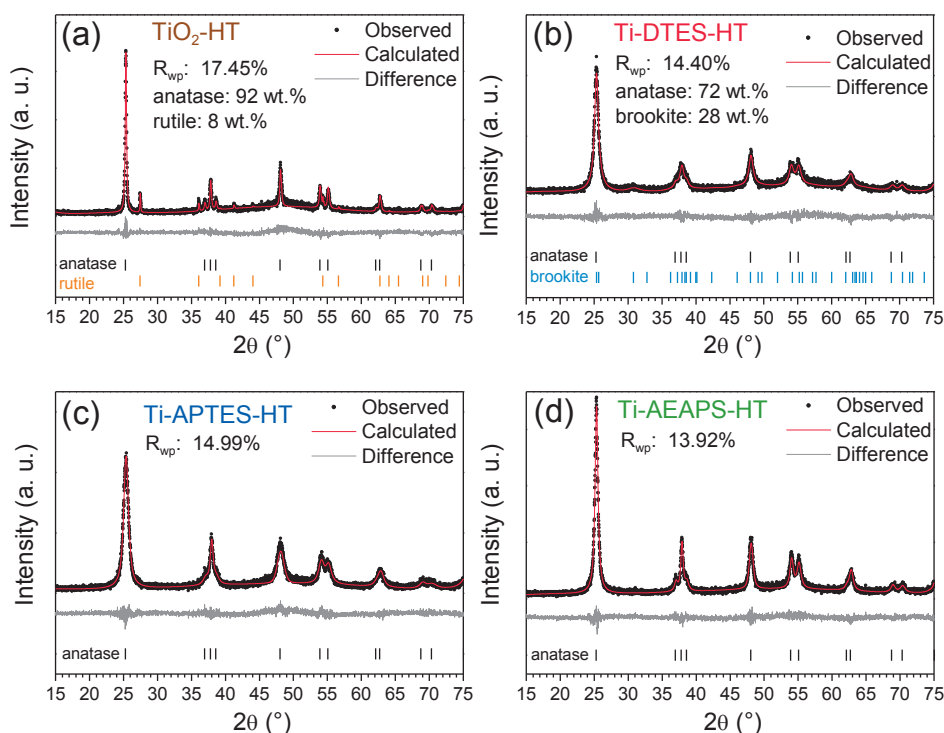 (a) TiO₂-HT
Observed
Calculated
Difference
Rwp: 17.45%
anatase: 92 wt.%
rutile: 8 wt.%
Intensity (a. u.)
anatase
rutile
15 20 25 30 35 40 45 50 55 60 65 70 75
2θ (°)
(b) Ti-DTES-HT
Observed
Calculated
Difference
Rwp: 14.40%
anatase: 72 wt.%
brookite: 28 wt.%
Intensity (a. u.)
anatase
brookite
15 20 25 30 35 40 45 50 55 60 65 70 75
2θ (°)
(c) Ti-APTES-HT
Observed
Calculated
Difference
Rwp: 14.99%
Intensity (a. u.)
anatase
15 20 25 30 35 40 45 50 55 60 65 70 75
2θ (°)
(d) Ti-AEAPS-HT
Observed
Calculated
Difference
Rwp: 13.92%
Intensity (a. u.)
anatase
15 20 25 30 35 40 45 50 55 60 65 70 75
2θ (°)